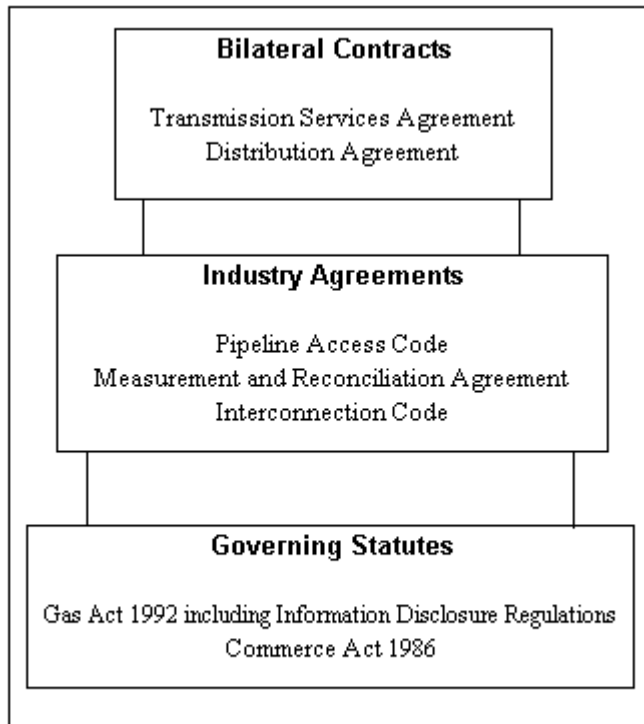 Bilateral Contracts
Transmission Services Agreement
Distribution Agreement
Industry Agreements
Pipeline Access Code
Measurement and Reconciliation Agreement
Interconnection Code
Governing Statutes
Gas Act 1992 including Information Disclosure Regulations
Commerce Act 1986